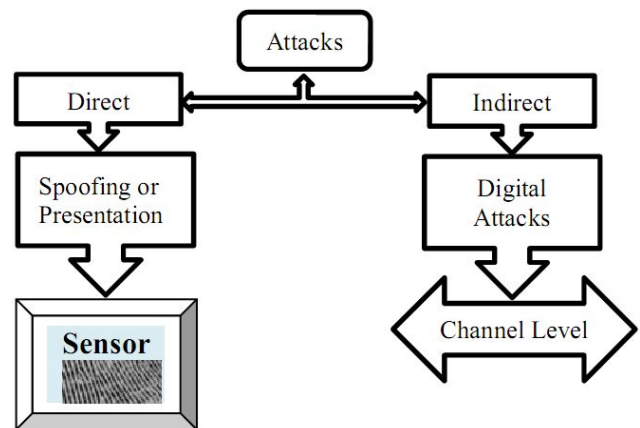 Attacks
Direct
Indirect
Spoofing or
Presentation
Digital
Attacks
Sensor
Channel Level